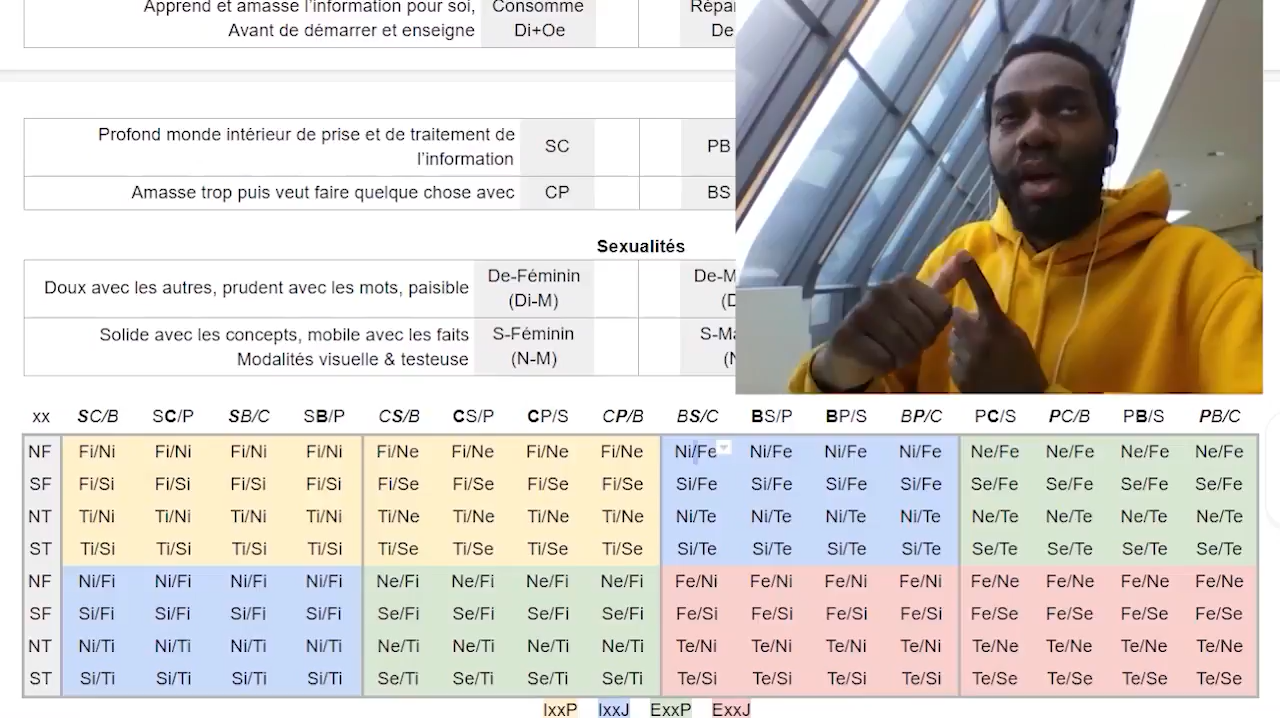 Apprend et amasse l'information pour soi,
Avant de démarrer et enseigne
Consomme
Di+Oe
Profond monde intérieur de prise et de traitement de
l'information
SC
PB
Amasse trop puis veut faire quelque chose avec
CP
BS
Sexualités
Doux avec les autres, prudent avec les mots, paisible
De-Féminin
(Di-M)
Solide avec les concepts, mobile avec les faits
Modalités visuelle & testeuse
S-Féminin
(N-M)
xx SC/B SC/P SB/C SB/P CS/B CS/P CP/S CP/B BS/C BS/P BP/S BP/C PC/S PC/B PB/S PB/C
NF Fi/Ni Fi/Ni Fi/Ni Fi/Ni Fi/Ne Fi/Ne Fi/Ne Fi/Ne Ni/Fe Ni/Fe Ni/Fe Ni/Fe Ne/Fe Ne/Fe Ne/Fe Ne/Fe
SF Fi/Si Fi/Si Fi/Si Fi/Si Fi/Se Fi/Se Fi/Se Fi/Se Si/Fe Si/Fe Si/Fe Si/Fe Se/Fe Se/Fe Se/Fe Se/Fe
NT Ti/Ni Ti/Ni Ti/Ni Ti/Ni Ti/Ne Ti/Ne Ti/Ne Ti/Ne Ni/Te Ni/Te Ni/Te Ni/Te Ne/Te Ne/Te Ne/Te Ne/Te
ST Ti/Si Ti/Si Ti/Si Ti/Si Ti/Se Ti/Se Ti/Se Ti/Se Si/Te Si/Te Si/Te Si/Te Se/Te Se/Te Se/Te Se/Te
NF Ni/Fi Ni/Fi Ni/Fi Ni/Fi Ne/Fi Ne/Fi Ne/Fi Ne/Fi Fe/Ni Fe/Ni Fe/Ni Fe/Ni Fe/Ne Fe/Ne Fe/Ne Fe/Ne
SF Si/Fi Si/Fi Si/Fi Si/Fi Se/Fi Se/Fi Se/Fi Se/Fi Fe/Si Fe/Si Fe/Si Fe/Si Fe/Se Fe/Se Fe/Se Fe/Se
NT Ni/Ti Ni/Ti Ni/Ti Ni/Ti Ne/Ti Ne/Ti Ne/Ti Ne/Ti Te/Ni Te/Ni Te/Ni Te/Ni Te/Ne Te/Ne Te/Ne Te/Ne
ST Si/Ti Si/Ti Si/Ti Si/Ti Se/Ti Se/Ti Se/Ti Se/Ti Te/Si Te/Si Te/Si Te/Si Te/Se Te/Se Te/Se Te/Se
IxxP IxxJ ExxP ExxJ